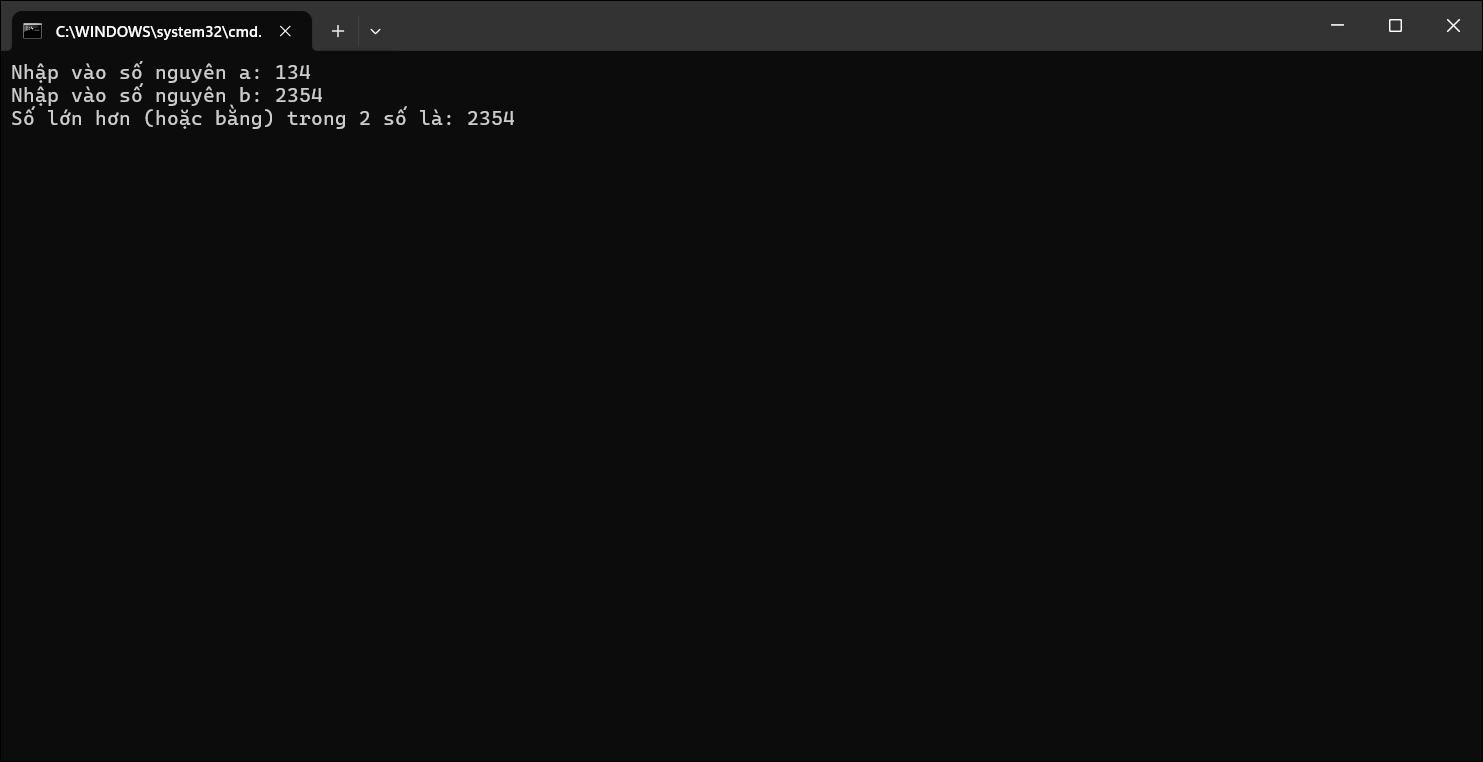 C:\WINDOWS\system32\cmd.
Nhập vào số nguyên a: 134
Nhập vào số nguyên b: 2354
Số lớn hơn (hoặc bằng) trong 2 số là: 2354